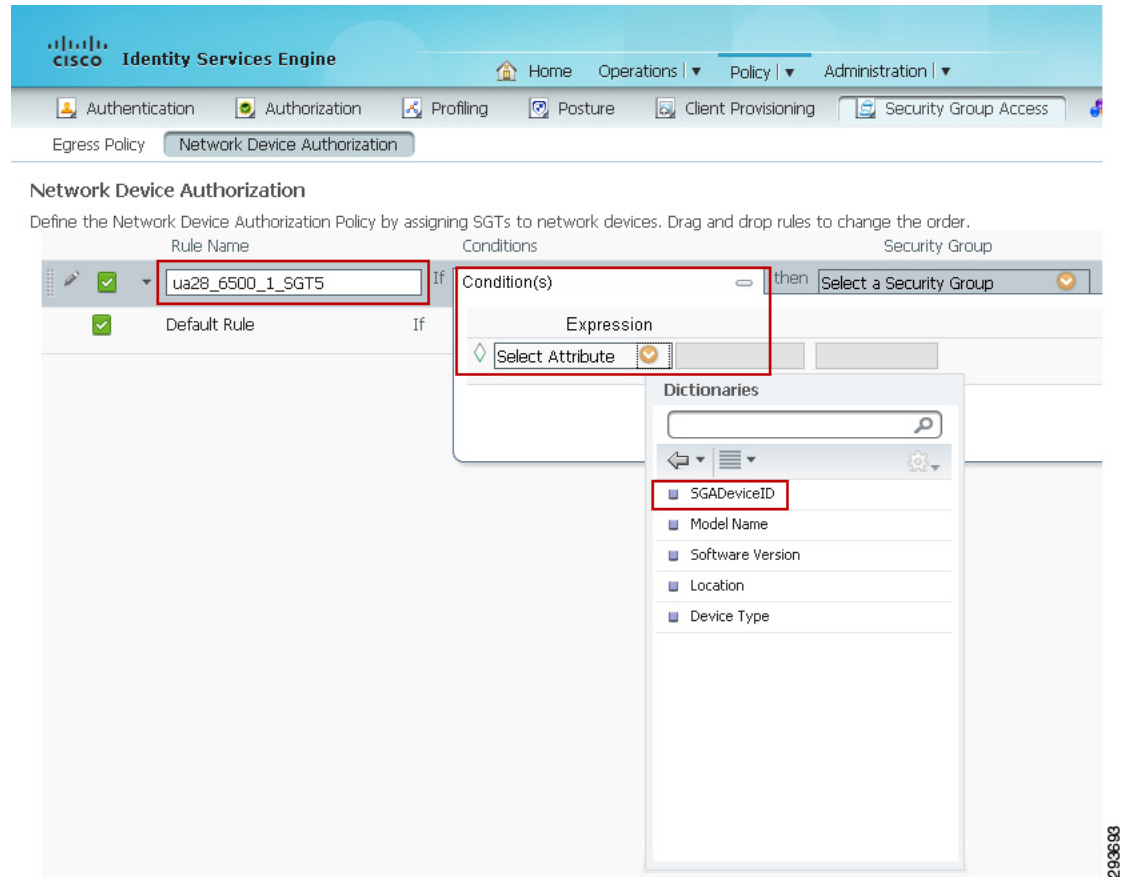 CISCO Identity Services Engine
Home Operations Policy Administration
Authentication Authorization Profiling Posture Client Provisioning Security Group Access
Egress Policy Network Device Authorization
Network Device Authorization
Define the Network Device Authorization Policy by assigning SGTs to network devices. Drag and drop rules to change the order.
Rule Name Conditions Security Group
ua28_6500_1_SGT5 If Condition(s) then Select a Security Group
Default Rule If Expression
Select Attribute
Dictionaries
SGADeviceID
Model Name
Software Version
Location
Device Type
293693